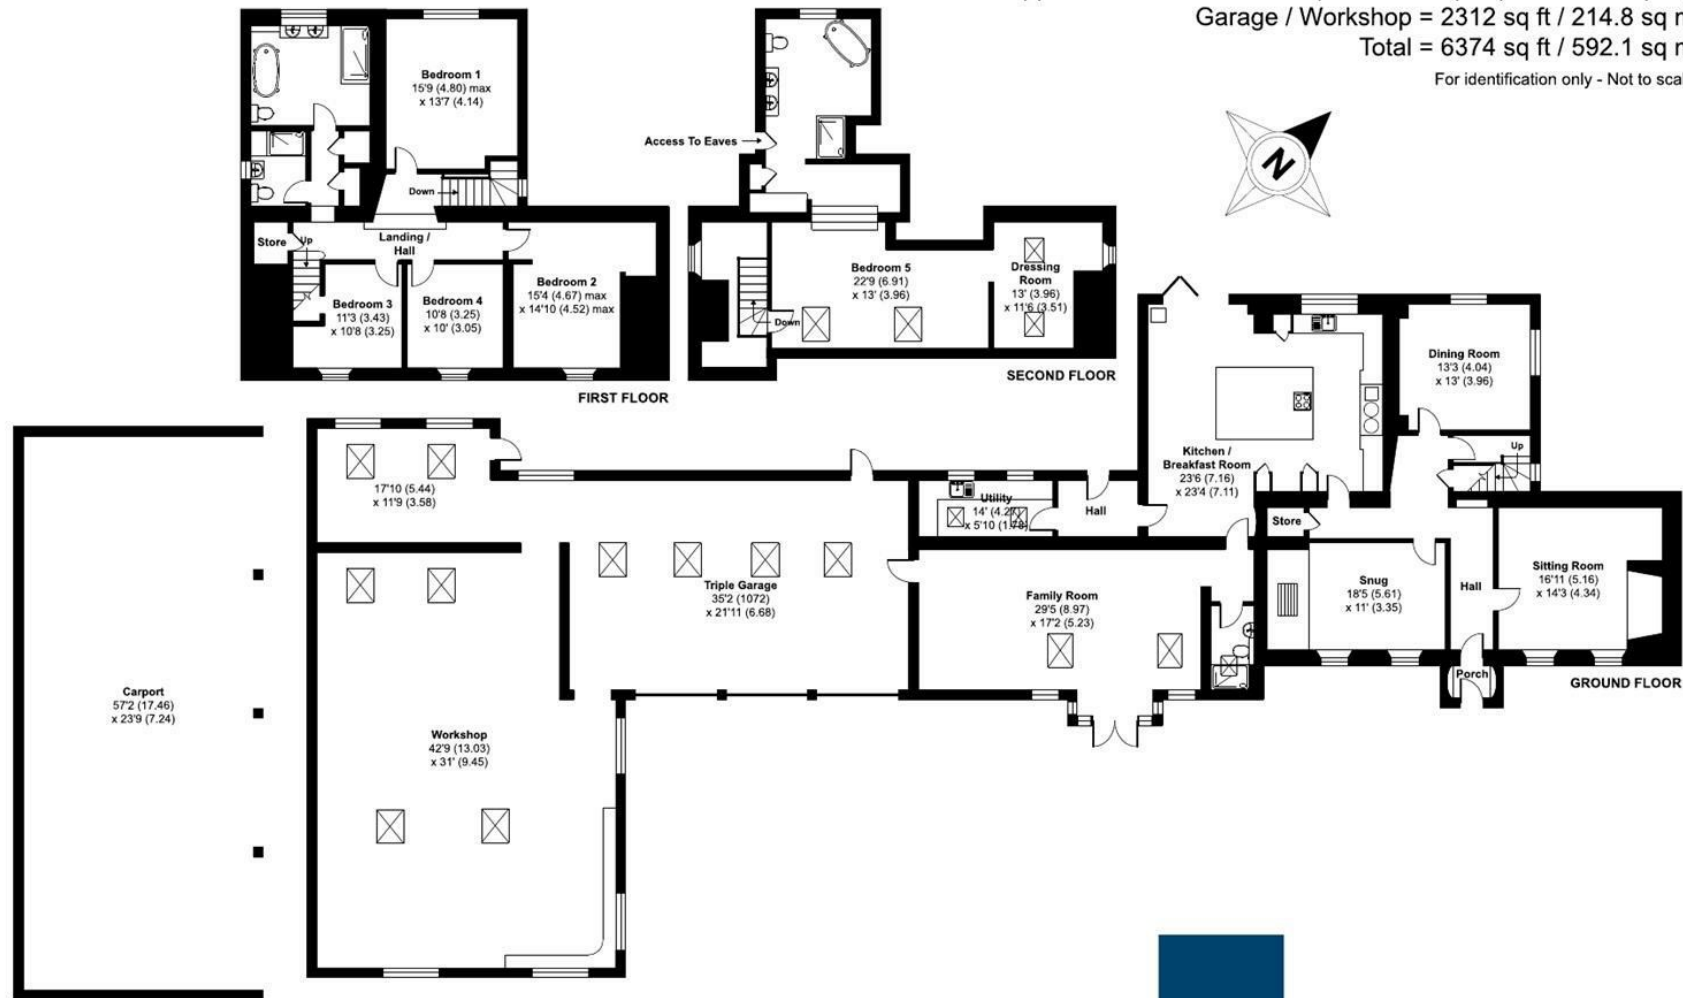 Garage / Workshop = 2312 sq ft / 214.8 sq m
Total = 6374 sq ft / 592.1 sq m
For identification only - Not to scal
N
Bedroom 1
15'9 (4.80) max
x 13'7 (4.14)
Down
Store
Up
Landing /
Hall
Bedroom 2
15'4 (4.67) max
x 14'10 (4.52) max
Bedroom 3
11'3 (3.43)
x 10'8 (3.25)
Bedroom 4
10'8 (3.25)
x 10' (3.05)
FIRST FLOOR
Access To Eaves
Bedroom 5
22'9 (6.91)
x 13' (3.96)
Dressing
Room
13' (3.96)
x 11'6 (3.51)
Down
SECOND FLOOR
Dining Room
13'3 (4.04)
x 13' (3.96)
Kitchen /
Breakfast Room
23'6 (7.16)
x 23'4 (7.11)
Up
17'10 (5.44)
x 11'9 (3.58)
Utility
14' (4.27)
x 5'10 (1.78)
Hall
Store
Triple Garage
35'2 (1072)
x 21'11 (6.68)
Family Room
29'5 (8.97)
x 17'2 (5.23)
Snug
18'5 (5.61)
x 11' (3.35)
Hall
Sitting Room
16'11 (5.16)
x 14'3 (4.34)
Porch
GROUND FLOOR
Carport
57'2 (17.46)
x 23'9 (7.24)
Workshop
42'9 (13.03)
x 31' (9.45)